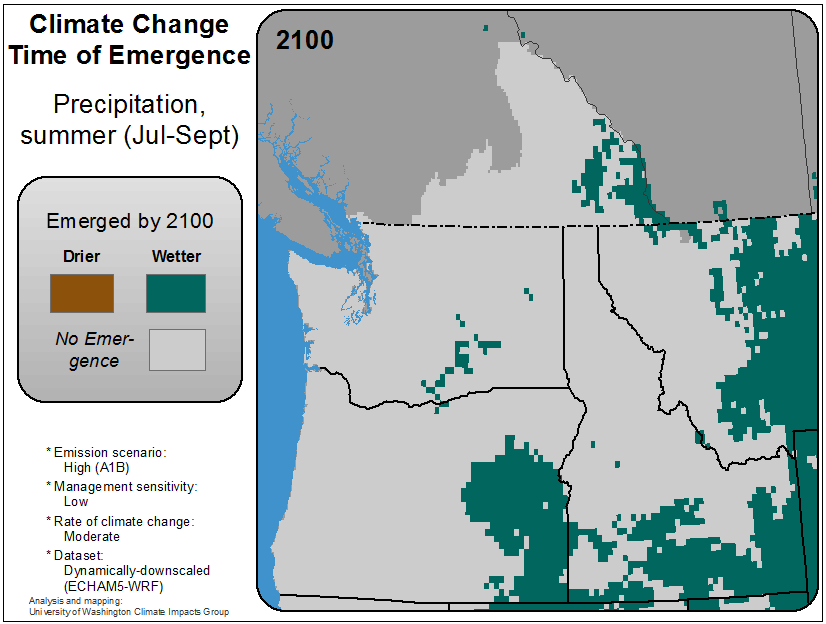 Climate Change
Time of Emergence
Precipitation,
summer (Jul-Sept)
2100
Emerged by 2100
Drier
Wetter
No Emer-
gence
* Emission scenario:
High (A1B)
* Management sensitivity:
Low
* Rate of climate change:
Moderate
* Dataset:
Dynamically-downscaled
(ECHAM5-WRF)
Analysis and mapping:
University of Washington Climate Impacts Group